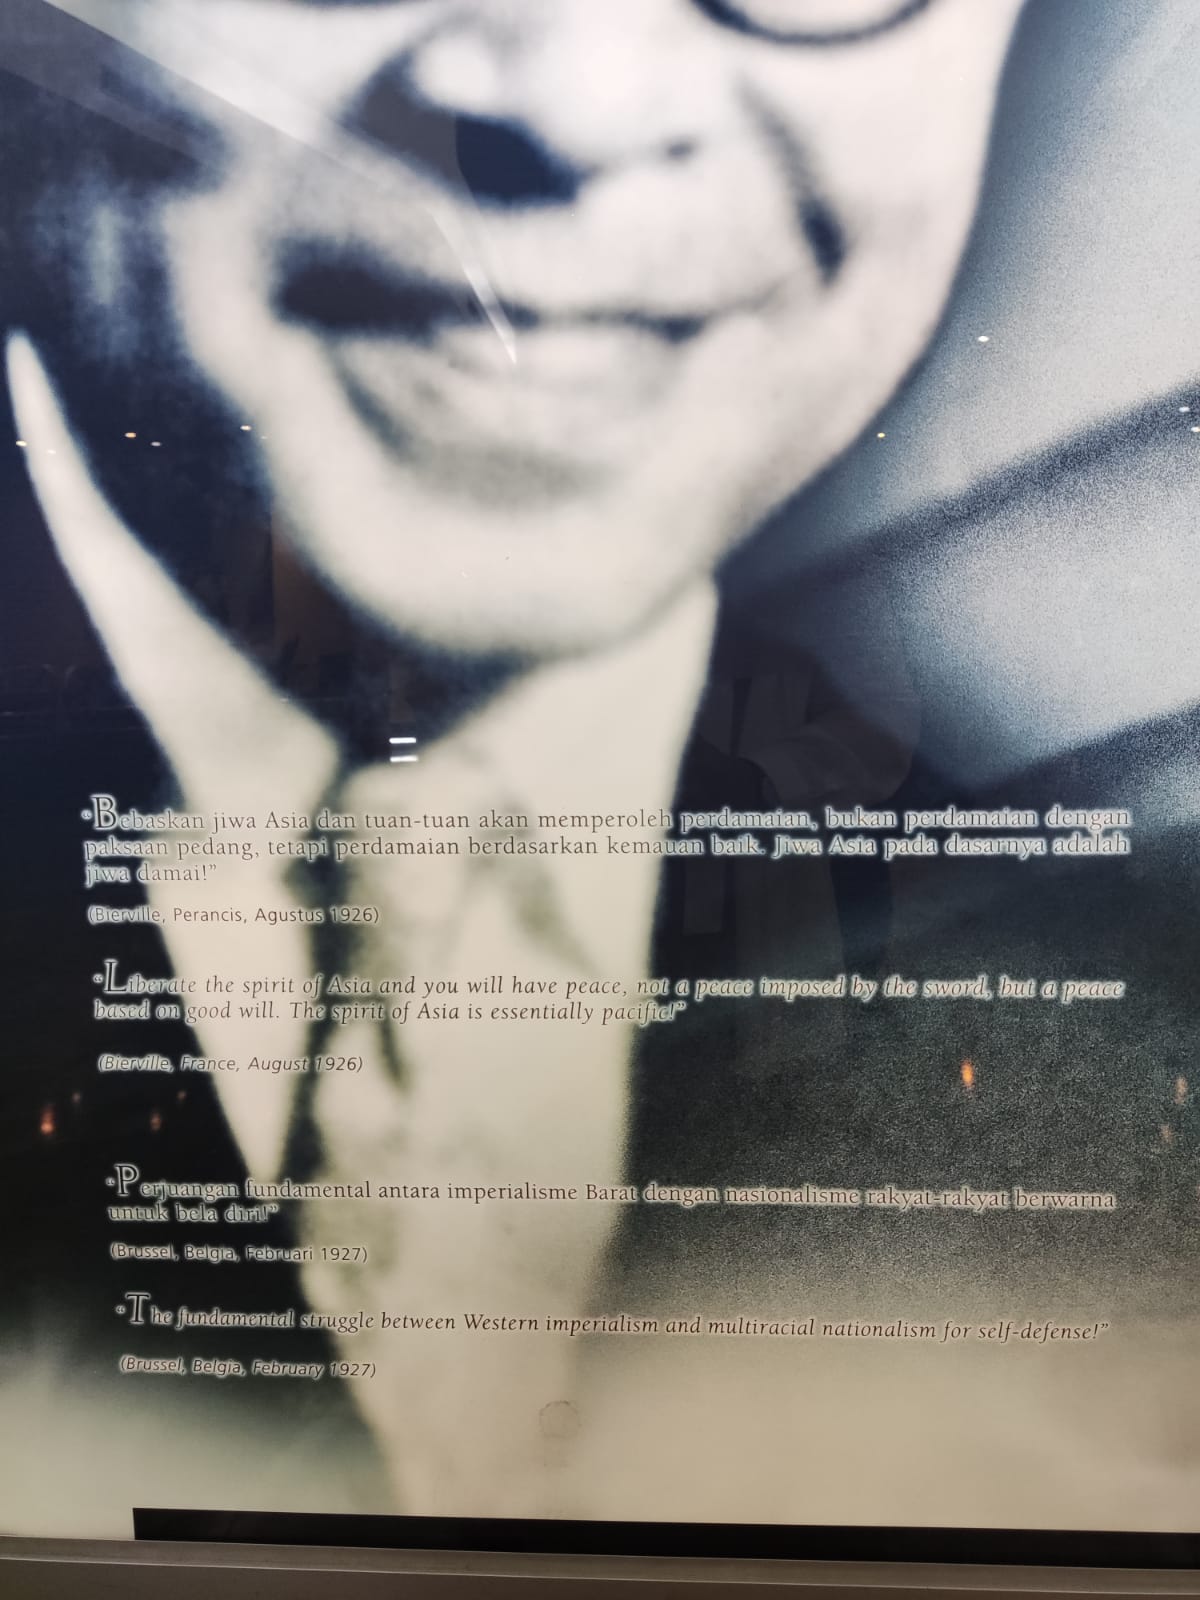 “Bebaskan jiwa Asia dan tuan-tuan akan memperoleh perdamaian, bukan perdamaian dengan
paksaan pedang, tetapi perdamaian berdasarkan kemauan baik. Jiwa Asia pada dasarnya adalah
jiwa damai!”
(Bierville, Perancis, Agustus 1926)
“Liberate the spirit of Asia and you will have peace, not a peace imposed by the sword, but a peace
based on good will. The spirit of Asia is essentially pacific!”
(Bierville, France, August 1926)
“Perjuangan fundamental antara imperialisme Barat dengan nasionalisme rakyat-rakyat berwarna
untuk bela diri!”
(Brussel, Belgia, Februari 1927)
“The fundamental struggle between Western imperialism and multiracial nationalism for self-defense!”
(Brussel, Belgia, February 1927)